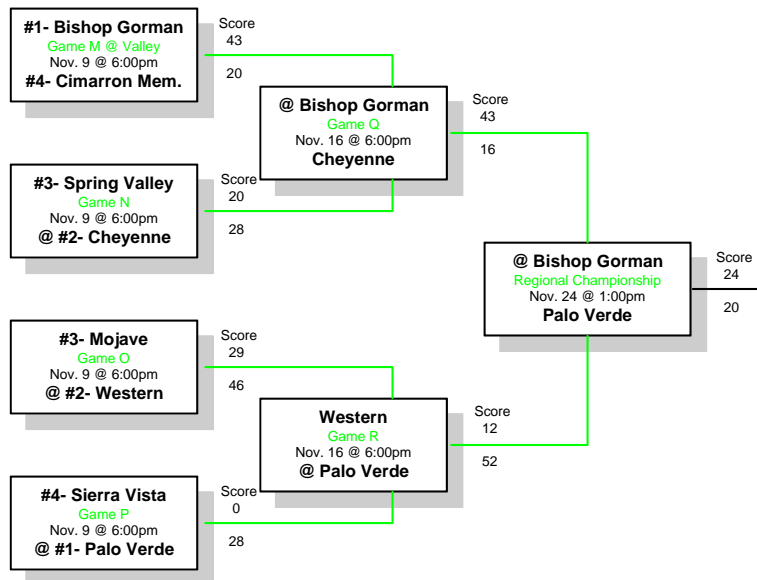 #1- Bishop Gorman
Game M @ Valley
Nov. 9 @ 6:00pm
#4- Cimarron Mem.
Score
43
20
#3- Spring Valley
Game N
Nov. 9 @ 6:00pm
@ #2- Cheyenne
Score
20
28
#3- Mojave
Game O
Nov. 9 @ 6:00pm
@ #2- Western
Score
29
46
#4- Sierra Vista
Game P
Nov. 9 @ 6:00pm
@ #1- Palo Verde
Score
0
28
@ Bishop Gorman
Game Q
Nov. 16 @ 6:00pm
Cheyenne
Score
43
16
Western
Game R
Nov. 16 @ 6:00pm
@ Palo Verde
Score
12
52
@ Bishop Gorman
Regional Championship
Nov. 24 @ 1:00pm
Palo Verde
Score
24
20